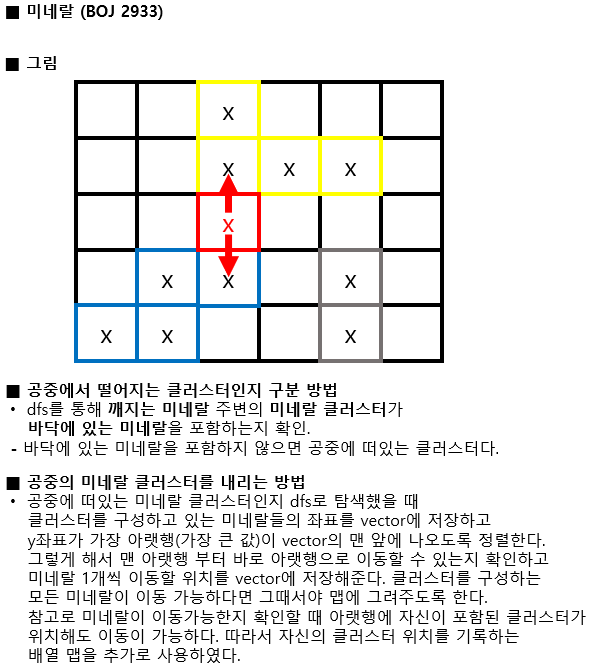 ■ 미네랄 (BOJ 2933)
■ 그림
x
x x x
x
x x x
x x x
■ 공중에서 떨어지는 클러스터인지 구분 방법
• dfs를 통해 깨지는 미네랄 주변의 미네랄 클러스터가
바닥에 있는 미네랄을 포함하는지 확인.
- 바닥에 있는 미네랄을 포함하지 않으면 공중에 떠있는 클러스터다.
■ 공중의 미네랄 클러스터를 내리는 방법
• 공중에 떠있는 미네랄 클러스터인지 dfs로 탐색했을 때
클러스터를 구성하고 있는 미네랄들의 좌표를 vector에 저장하고
y좌표가 가장 아랫행(가장 큰 값)이 vector의 맨 앞에 나오도록 정렬한다.
그렇게 해서 맨 아랫행 부터 바로 아랫행으로 이동할 수 있는지 확인하고
미네랄 1개씩 이동할 위치를 vector에 저장해준다. 클러스터를 구성하는
모든 미네랄이 이동 가능하다면 그때서야 맵에 그려주도록 한다.
참고로 미네랄이 이동가능한지 확인할 때 아랫행에 자신이 포함된 클러스터가
위치해도 이동이 가능하다. 따라서 자신의 클러스터 위치를 기록하는
배열 맵을 추가로 사용하였다.